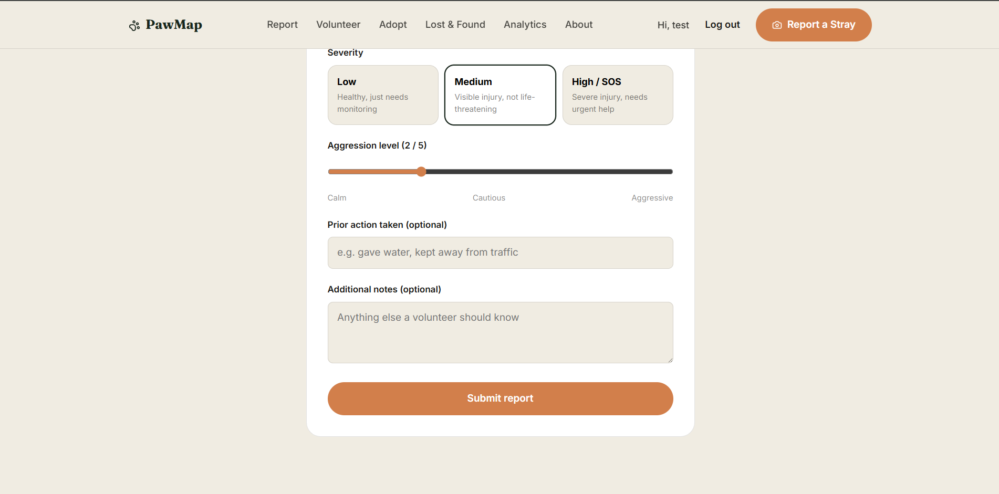 PawMap
Report
Volunteer
Adopt
Lost & Found
Analytics
About
Hi, test
Log out
Report a Stray
Severity
Low
Healthy, just needs
monitoring
Medium
Visible injury, not life-
threatening
High / SOS
Severe injury, needs
urgent help
Aggression level (2 / 5)
Calm
Cautious
Aggressive
Prior action taken (optional)
e.g. gave water, kept away from traffic
Additional notes (optional)
Anything else a volunteer should know
Submit report